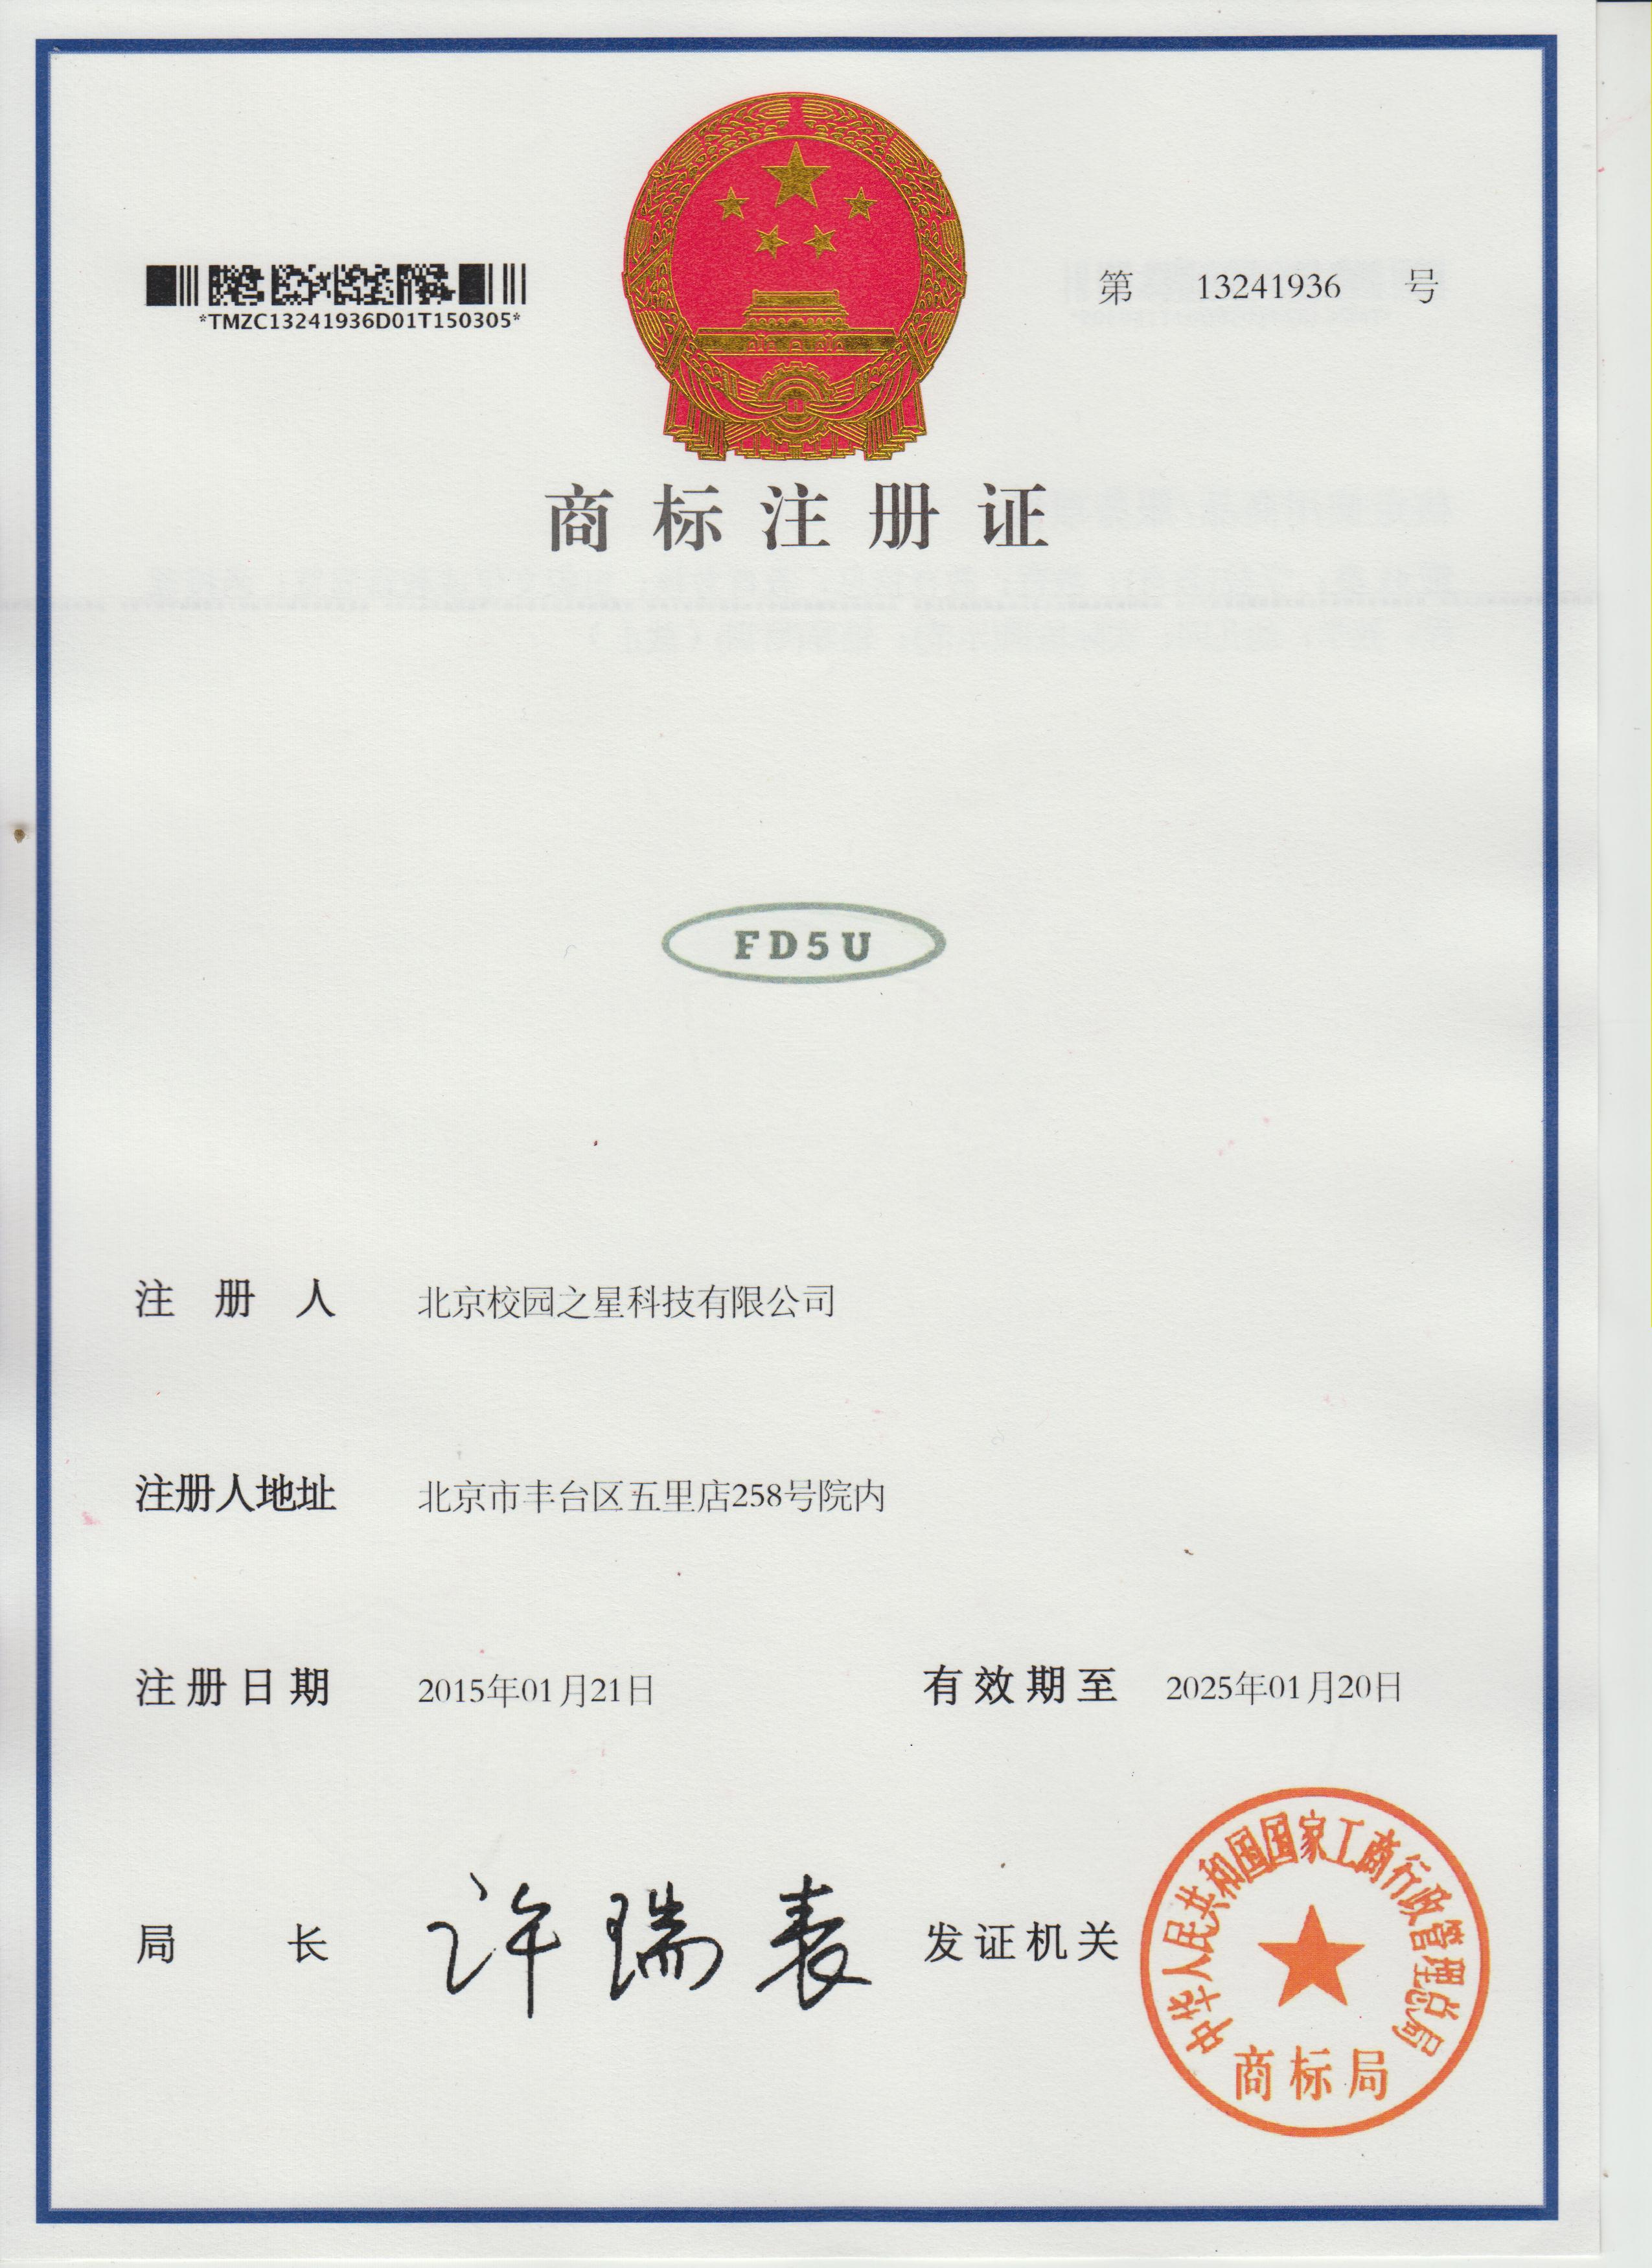 *TMZC13241936D01T150305*
第 13241936 号
商标注册证
FD5U
注册人 北京校园之星科技有限公司
注册人地址 北京市丰台区五里店258号院内
注册日期 2015年01月21日 有效期至 2025年01月20日
局长 许瑞表 发证机关
中华人民共和国国家工商行政管理总局
商标局